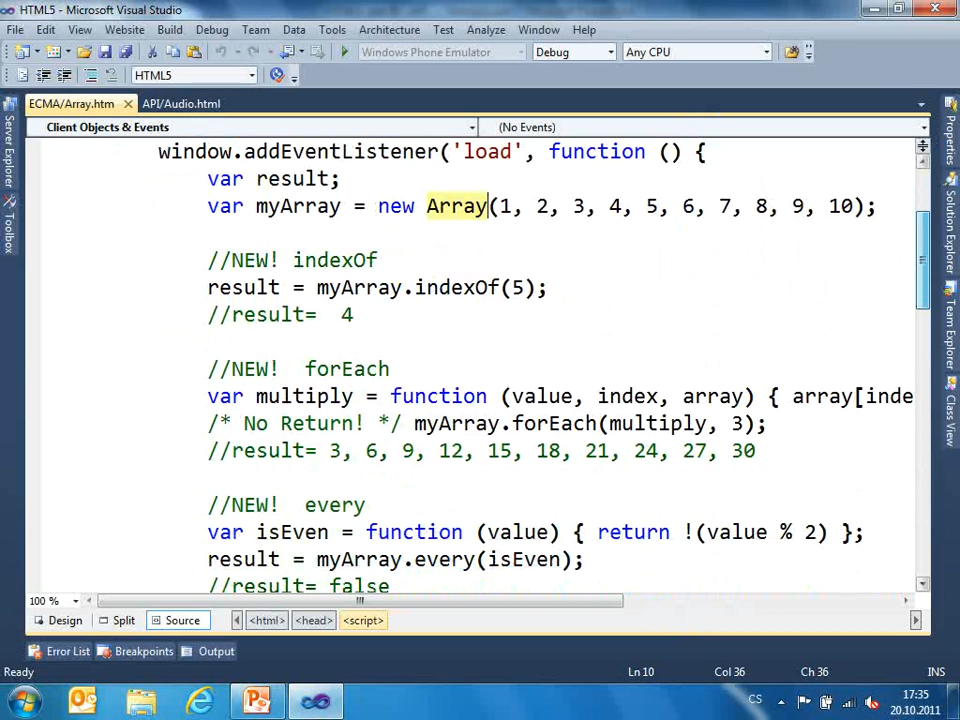 HTML5 - Microsoft Visual Studio
File Edit View Website Build Debug Team Data Tools Architecture Test Analyze Window Help
Windows Phone Emulator Debug Any CPU
HTML5
ECMA/Array.htm API/Audio.html
Client Objects & Events (No Events)
window.addEventListener('load', function () {
var result;
var myArray = new Array(1, 2, 3, 4, 5, 6, 7, 8, 9, 10);
//NEW! indexOf
result = myArray.indexOf(5);
//result=  4
//NEW!  forEach
var multiply = function (value, index, array) { array[inde
/* No Return! */ myArray.forEach(multiply, 3);
//result= 3, 6, 9, 12, 15, 18, 21, 24, 27, 30
//NEW!  every
var isEven = function (value) { return !(value % 2) };
result = myArray.every(isEven);
//result= false
100 %
Design Split Source <html> <head> <script>
Error List Breakpoints Output
Ready Ln 10 Col 36 Ch 36 INS
CS 17:35
20.10.2011
Server Explorer
Toolbox
Properties
Solution Explorer
Team Explorer
Class View